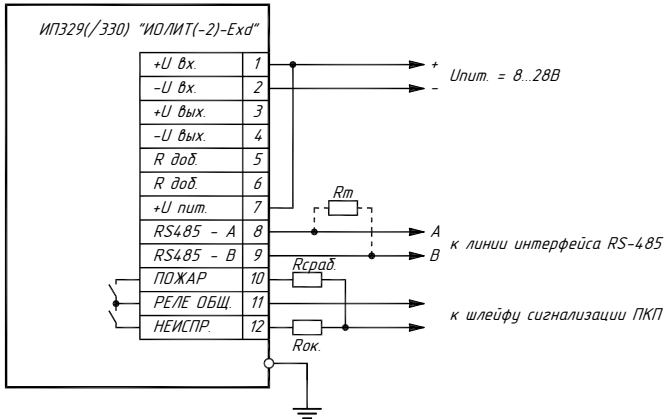 ИП329(/330) "ИОЛИТ(-2)-Exd"
+U вх. 1
-U вх. 2
+U вых. 3
-U вых. 4
R доб. 5
R доб. 6
+U пит. 7
RS485 - A 8
RS485 - B 9
ПОЖАР 10
РЕЛЕ ОБЩ. 11
НЕИСПР. 12
+
-
Uпит. = 8...28В
Rт
A
B
к линии интерфейса RS-485
Rсраб.
Rок.
к шлейфу сигнализации ПКП